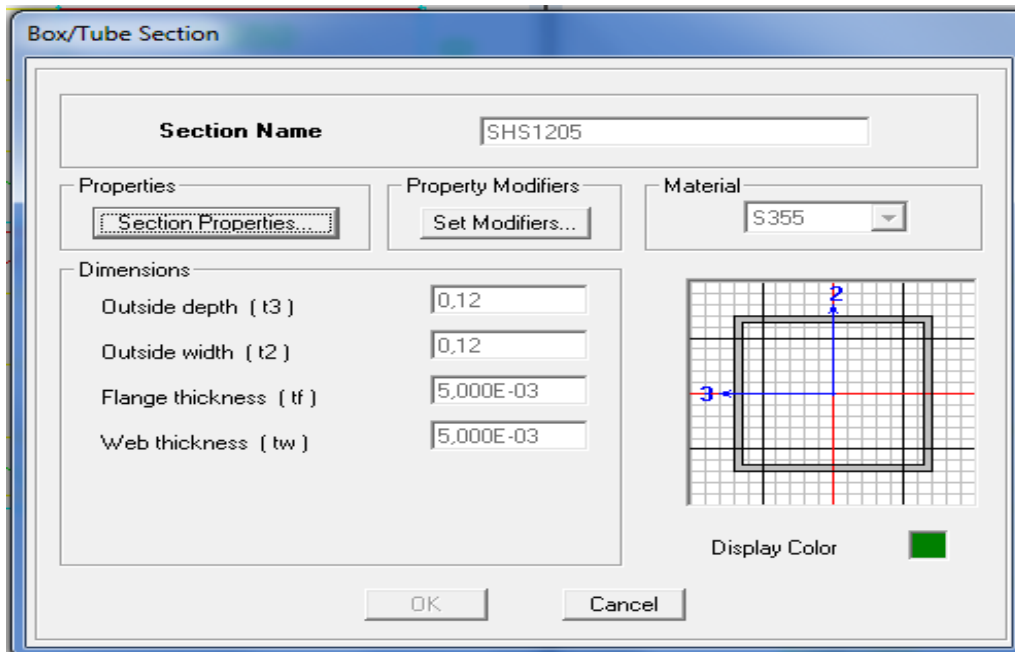 Box/Tube Section
Section Name SHS1205
Properties Property Modifiers Material
Section Properties... Set Modifiers... S355
Dimensions
Outside depth ( t3 ) 0,12
Outside width ( t2 ) 0,12
Flange thickness ( tf ) 5,000E-03
Web thickness ( tw ) 5,000E-03
2
3
Display Color
OK Cancel